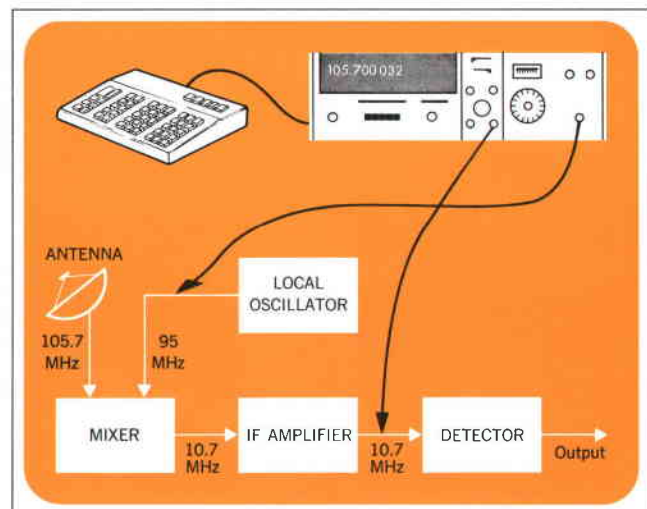 105.700 032
ANTENNA
LOCAL
OSCILLATOR
105.7
MHz
95
MHz
MIXER
IF AMPLIFIER
DETECTOR
10.7
MHz
10.7
MHz
Output